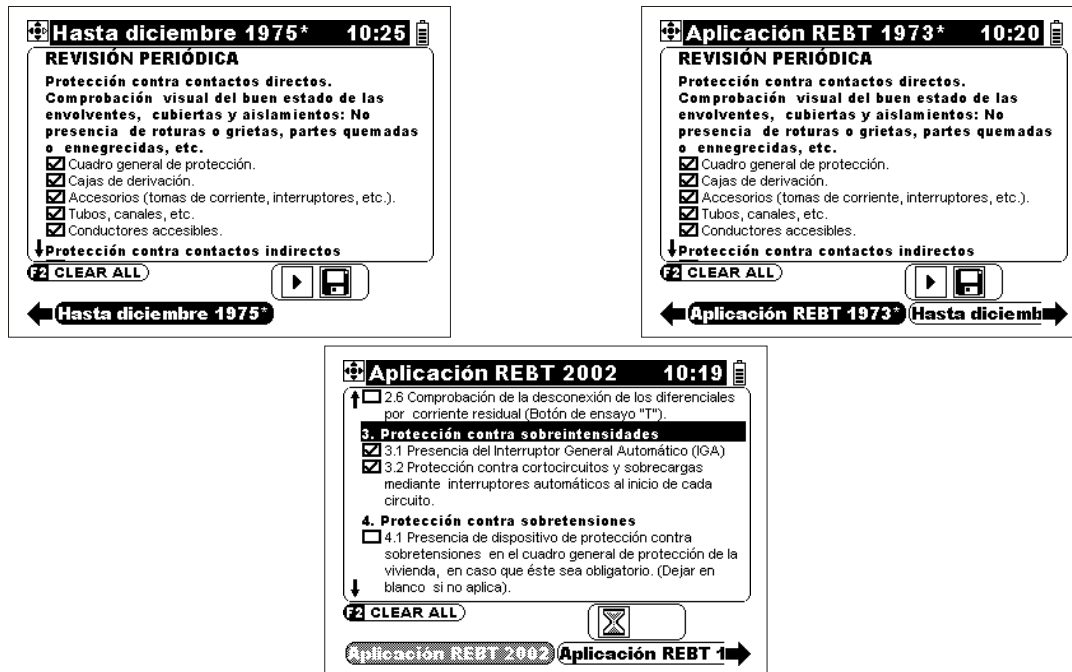 Hasta diciembre 1975* 10:25
REVISIÓN PERIÓDICA
Protección contra contactos directos.
Comprobación visual del buen estado de las
envolventes, cubiertas y aislamientos: No
presencia de roturas o grietas, partes quemadas
o ennegrecidas, etc.
Cuadro general de protección.
Cajas de derivación.
Accesorios (tomas de corriente, interruptores, etc.).
Tubos, canales, etc.
Conductores accesibles.
Protección contra contactos indirectos
F2 CLEAR ALL
Hasta diciembre 1975*
Aplicación REBT 1973* 10:20
REVISIÓN PERIÓDICA
Protección contra contactos directos.
Comprobación visual del buen estado de las
envolventes, cubiertas y aislamientos: No
presencia de roturas o grietas, partes quemadas
o ennegrecidas, etc.
Cuadro general de protección.
Cajas de derivación.
Accesorios (tomas de corriente, interruptores, etc.).
Tubos, canales, etc.
Conductores accesibles.
Protección contra contactos indirectos
F2 CLEAR ALL
Aplicación REBT 1973* Hasta diciemb
Aplicación REBT 2002 10:19
2.6 Comprobación de la desconexión de los diferenciales
por corriente residual (Botón de ensayo "T").
3. Protección contra sobreintensidades
3.1 Presencia del Interruptor General Automático (IGA)
3.2 Protección contra cortocircuitos y sobrecargas
mediante interruptores automáticos al inicio de cada
circuito.
4. Protección contra sobretensiones
4.1 Presencia de dispositivo de protección contra
sobretensiones en el cuadro general de protección de la
vivienda, en caso que éste sea obligatorio. (Dejar en
blanco si no aplica).
F2 CLEAR ALL
Aplicación REBT 2002 Aplicación REBT 1